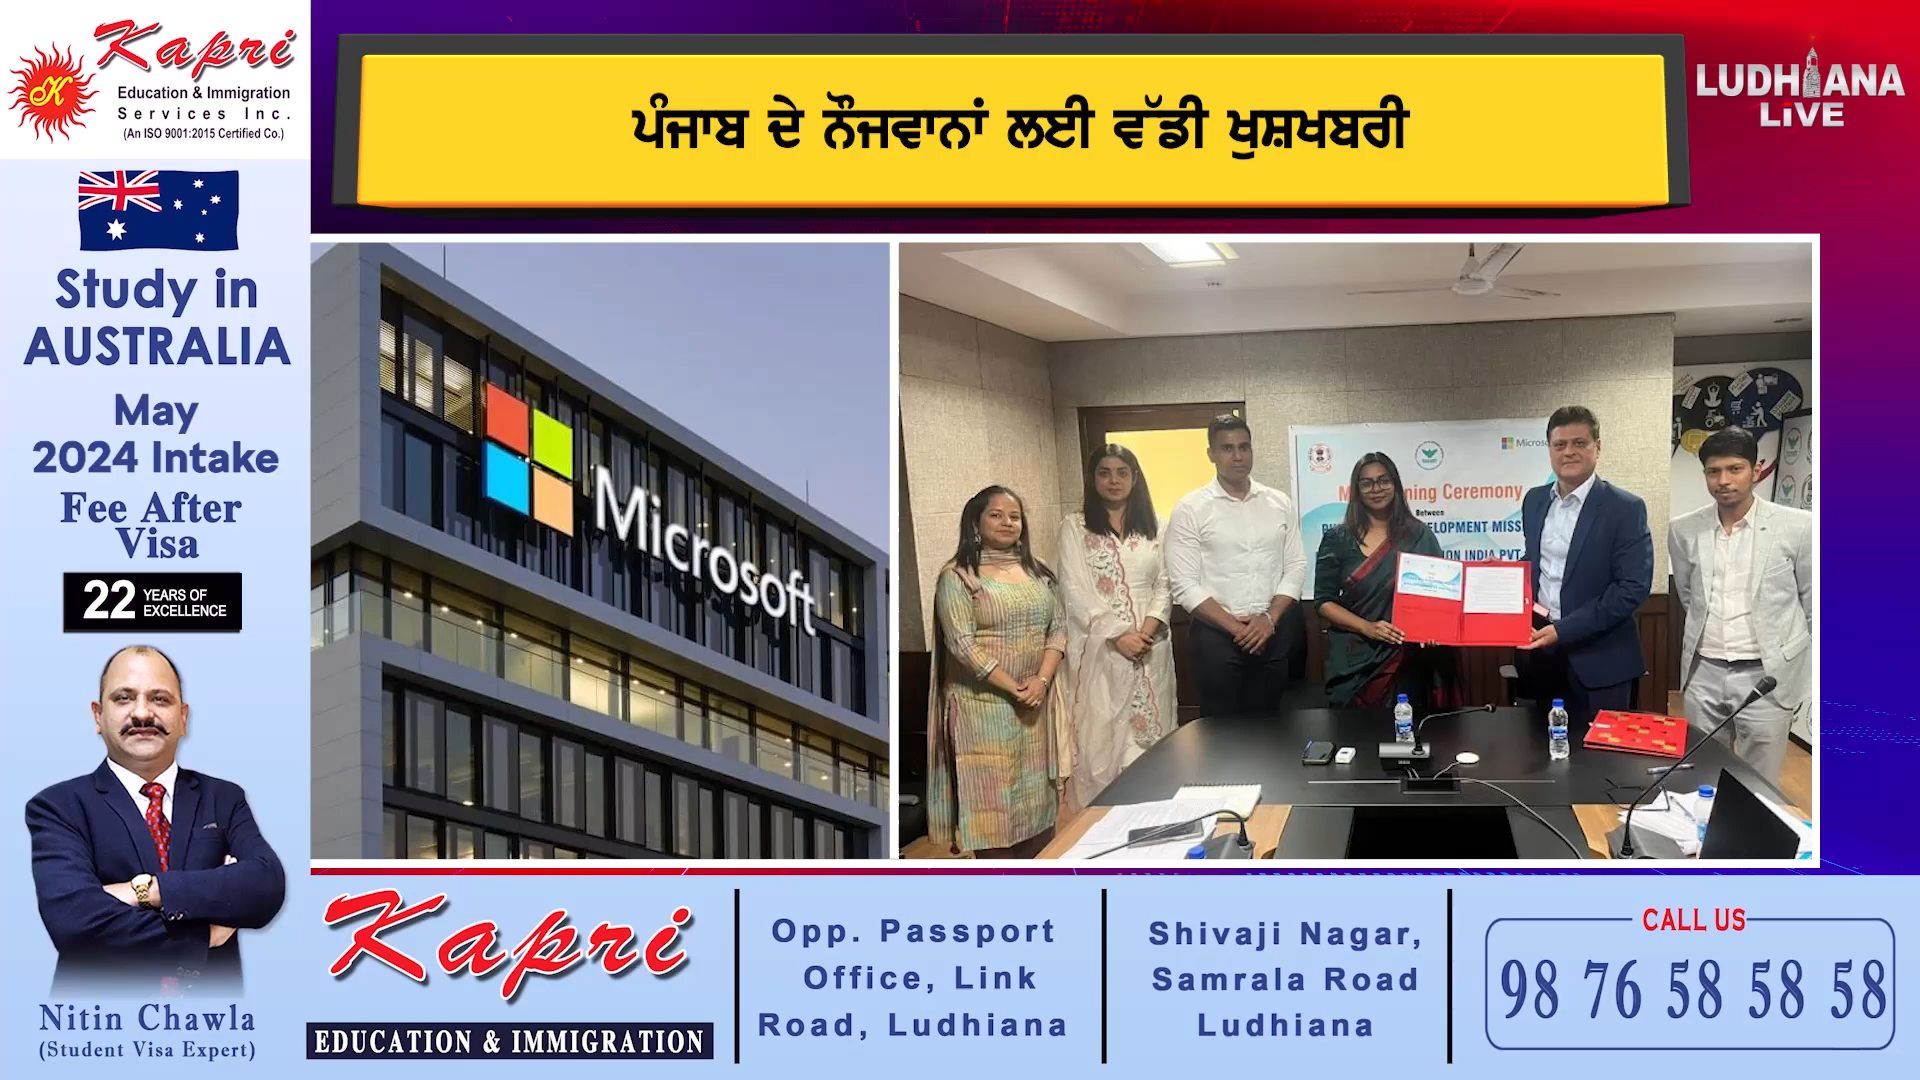 Kapri
Education & Immigration
Services Inc.
(An ISO 9001:2015 Certified Co.)
K
Study in
AUSTRALIA
May
2024 Intake
Fee After
Visa
22 YEARS OF
EXCELLENCE
Nitin Chawla
(Student Visa Expert)
ਪੰਜਾਬ ਦੇ ਨੌਜਵਾਨਾਂ ਲਈ ਵੱਡੀ ਖੁਸ਼ਖਬਰੀ
LUDHIANA
LiVE
Microsoft
ning Ceremony
Between
ELOPMENT MISS
ION INDIA PVT
Kapri
EDUCATION & IMMIGRATION
Opp. Passport
Office, Link
Road, Ludhiana
Shivaji Nagar,
Samrala Road
Ludhiana
CALL US
98 76 58 58 58